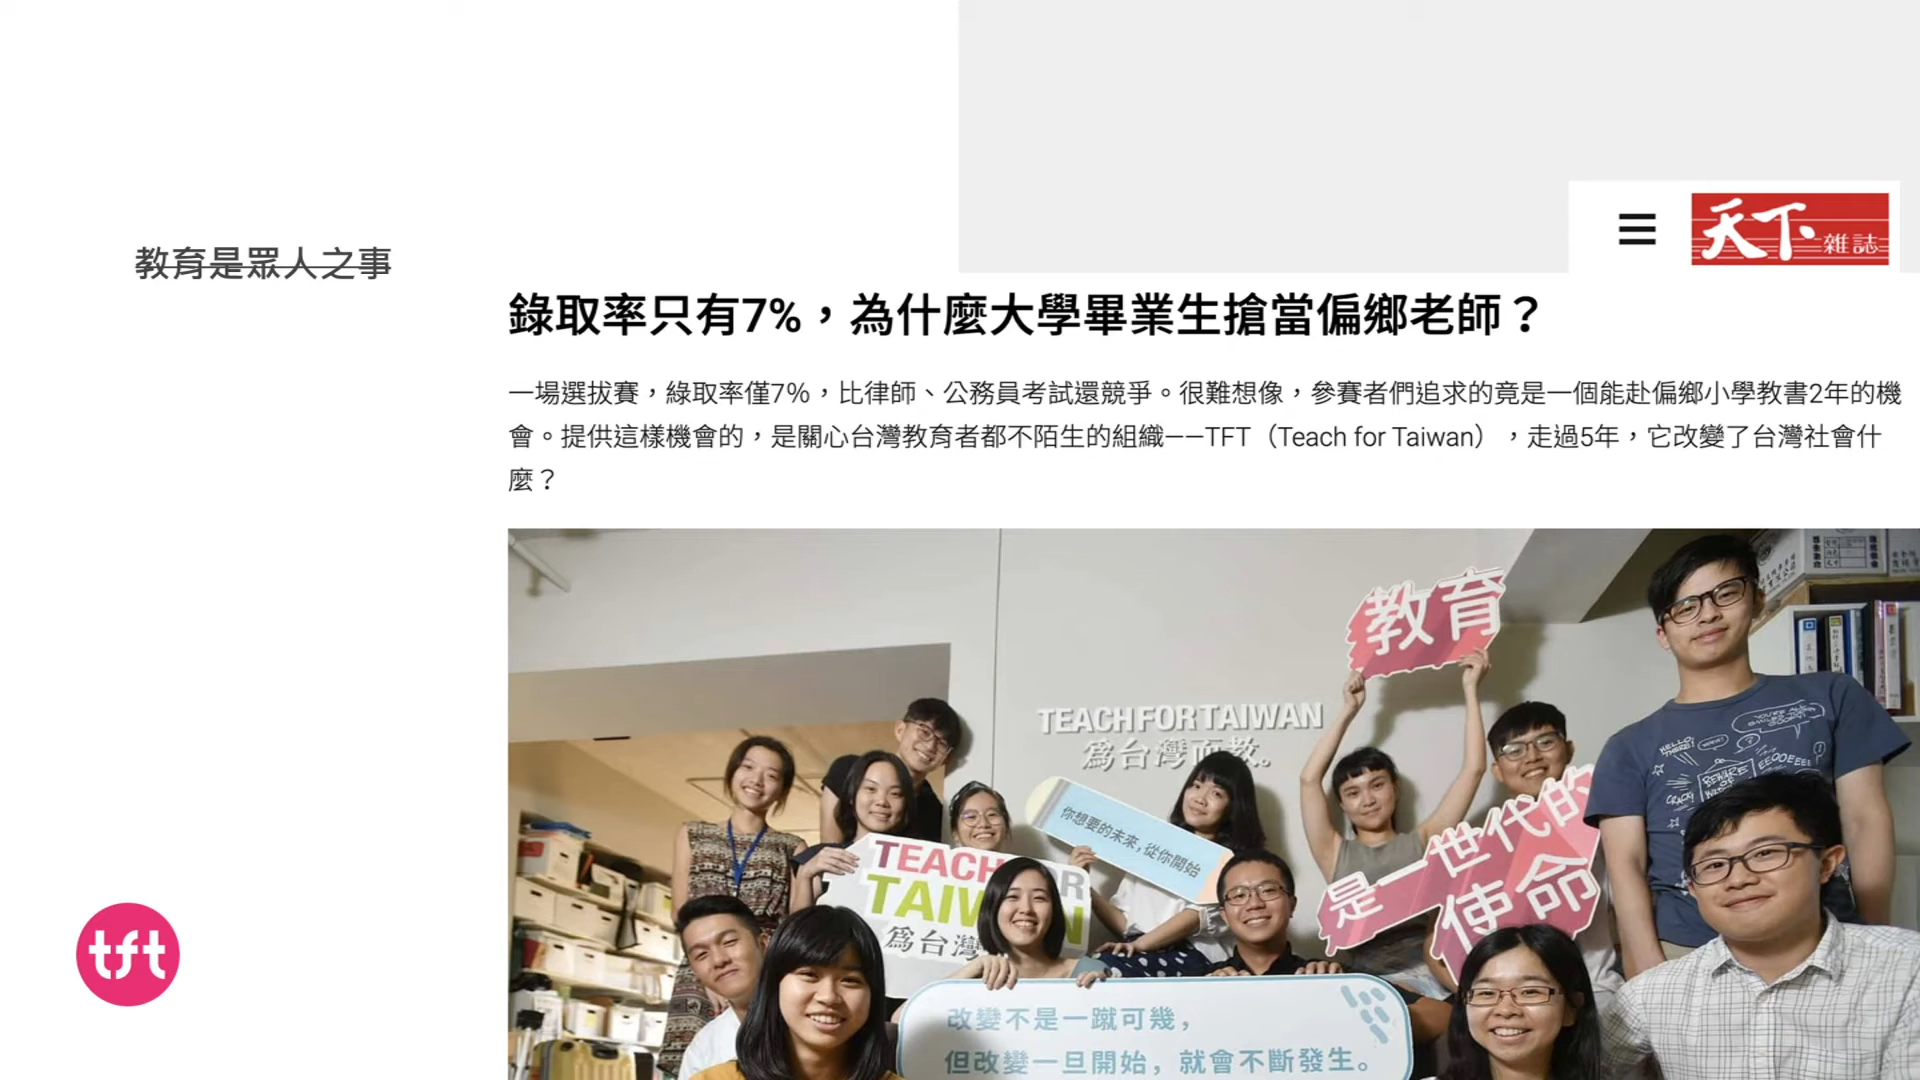 天下雜誌
教育是眾人之事
錄取率只有7%，為什麼大學畢業生搶當偏鄉老師？
一場選拔賽，綠取率僅7%，比律師、公務員考試還競爭。很難想像，參賽者們追求的竟是一個能赴偏鄉小學教書2年的機
會。提供這樣機會的，是關心台灣教育者都不陌生的組織——TFT（Teach for Taiwan），走過5年，它改變了台灣社會什
麼？
教育
TEACH FOR TAIWAN
為台灣而教。
你想要的未來，從你開始
是一世代的
使命
TEACH
TAIW
為台灣
改變不是一蹴可幾，
但改變一旦開始，就會不斷發生。
HELLO THERE!
BEWARE
OF
EEODEEE!
CRACK
tft